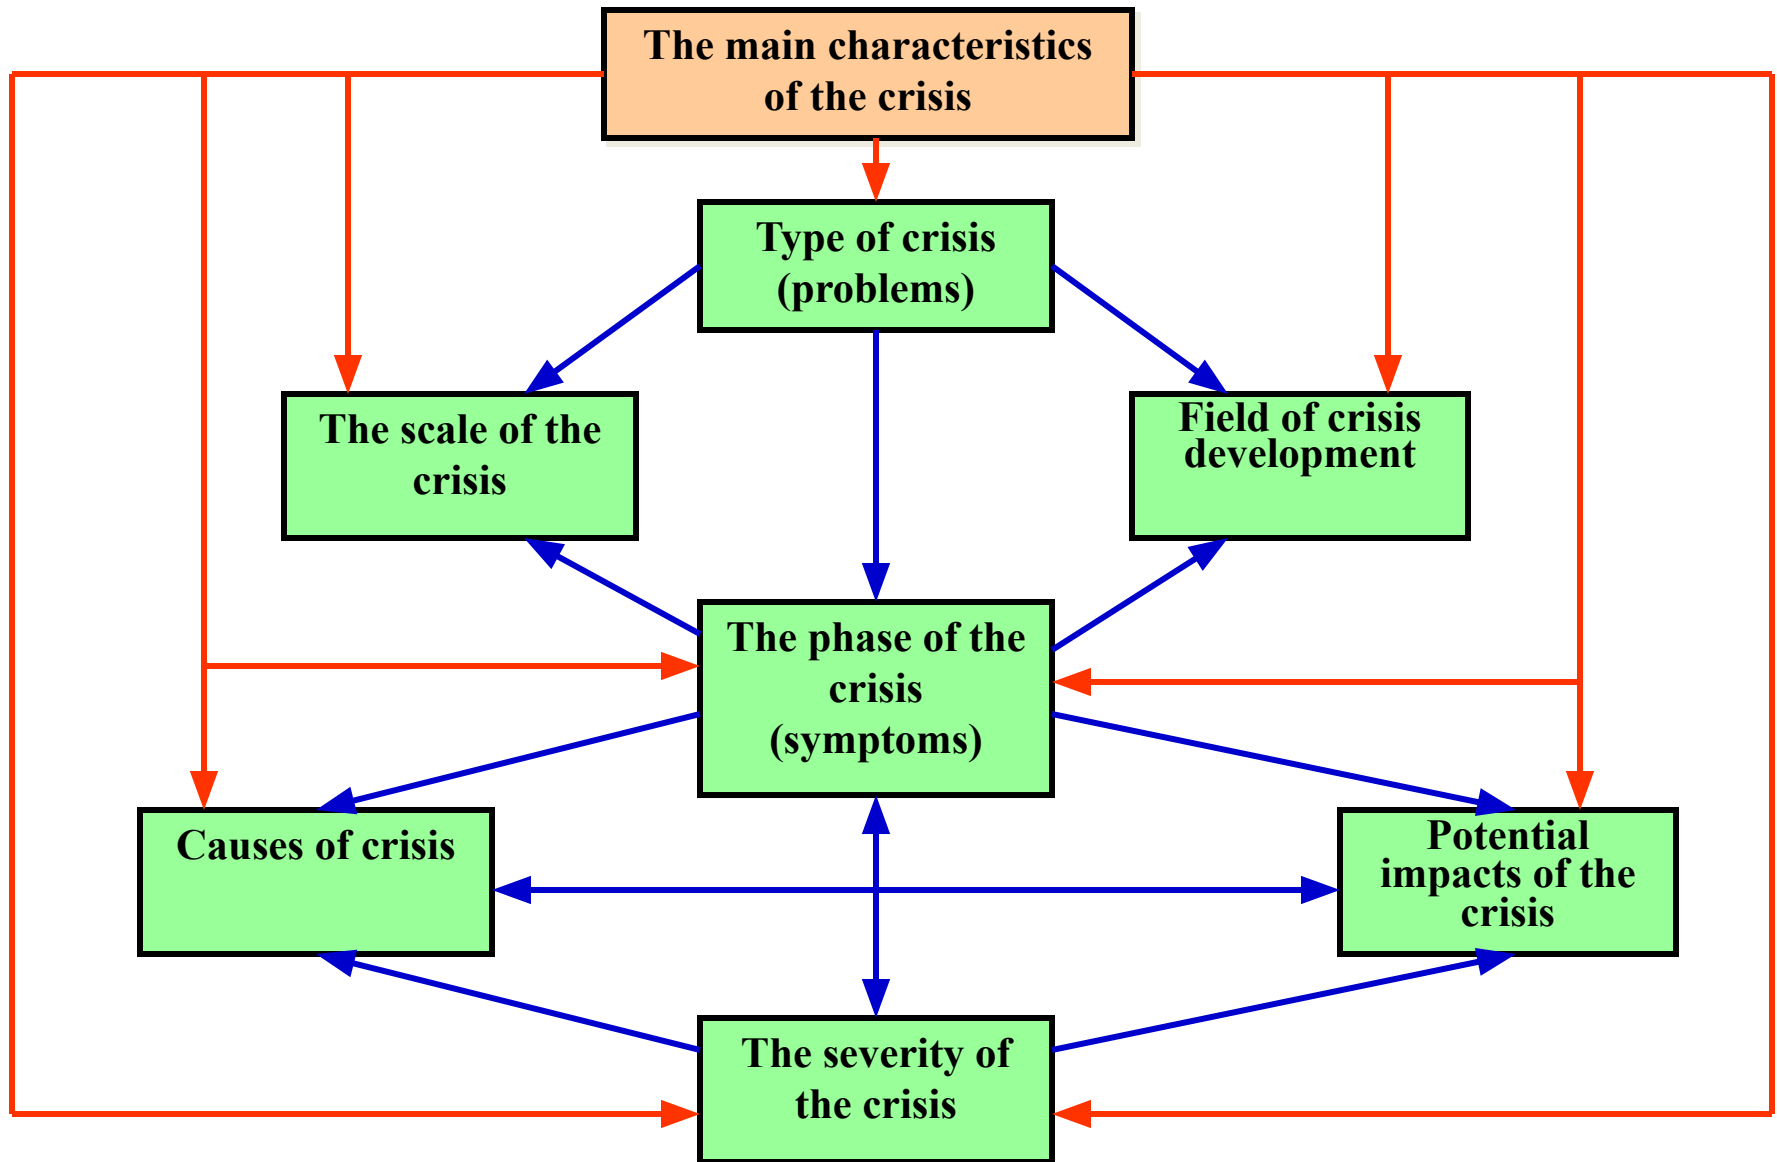 The main characteristics
of the crisis
Type of crisis
(problems)
The scale of the
crisis
Field of crisis
development
The phase of the
crisis
(symptoms)
Causes of crisis
Potential
impacts of the
crisis
The severity of
the crisis